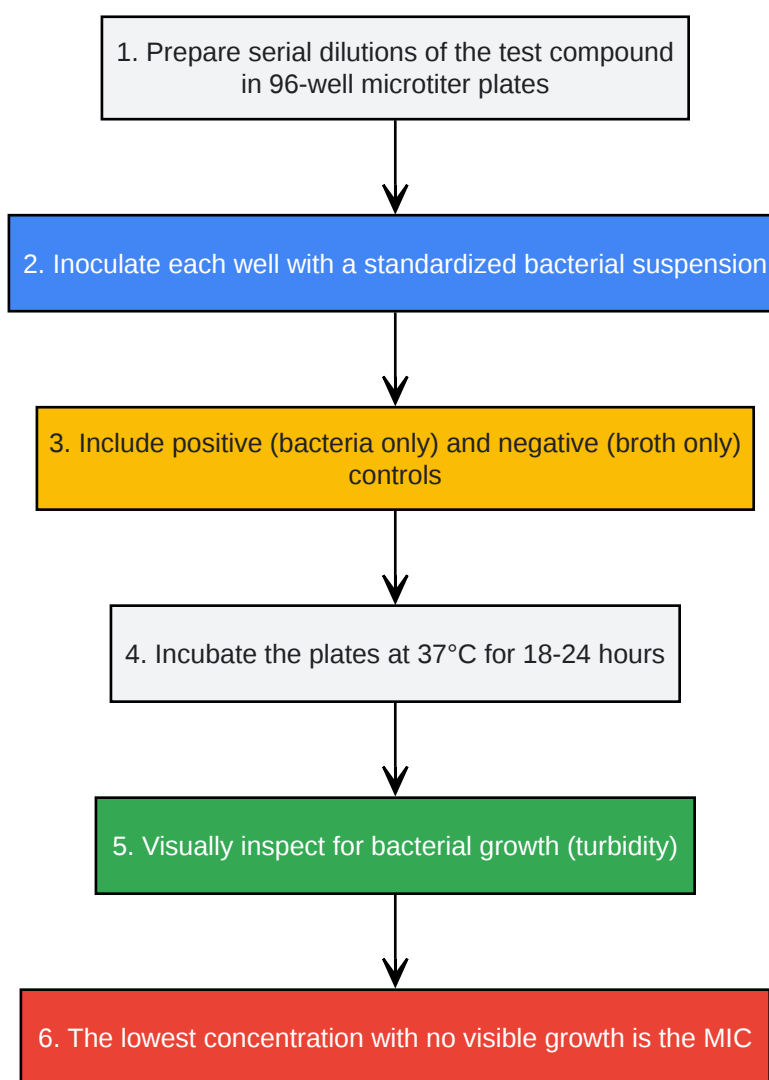 1. Prepare serial dilutions of the test compound
in 96-well microtiter plates
2. Inoculate each well with a standardized bacterial suspension
3. Include positive (bacteria only) and negative (broth only)
controls
4. Incubate the plates at 37°C for 18-24 hours
5. Visually inspect for bacterial growth (turbidity)
6. The lowest concentration with no visible growth is the MIC